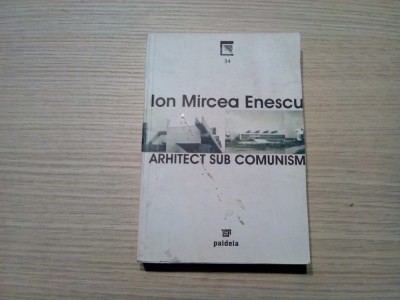 34
Ion Mircea Enescu
ARHITECT SUB COMUNISM
paideia